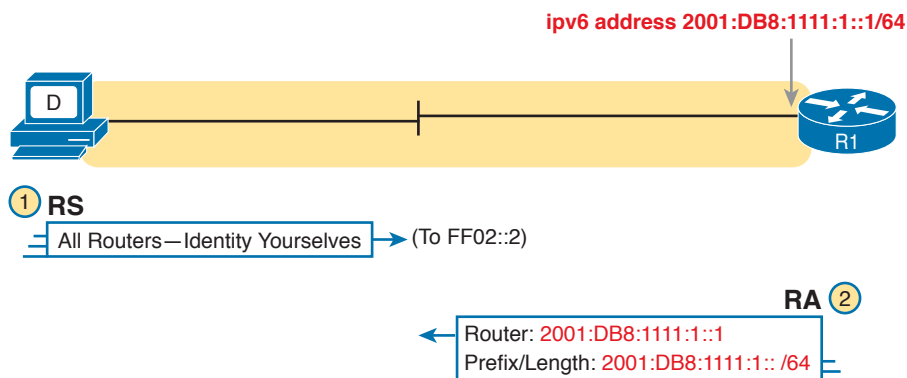 ipv6 address 2001:DB8:1111:1::1/64
D
R1
1 RS
All Routers—Identity Yourselves (To FF02::2)
RA 2
Router: 2001:DB8:1111:1::1
Prefix/Length: 2001:DB8:1111:1:: /64